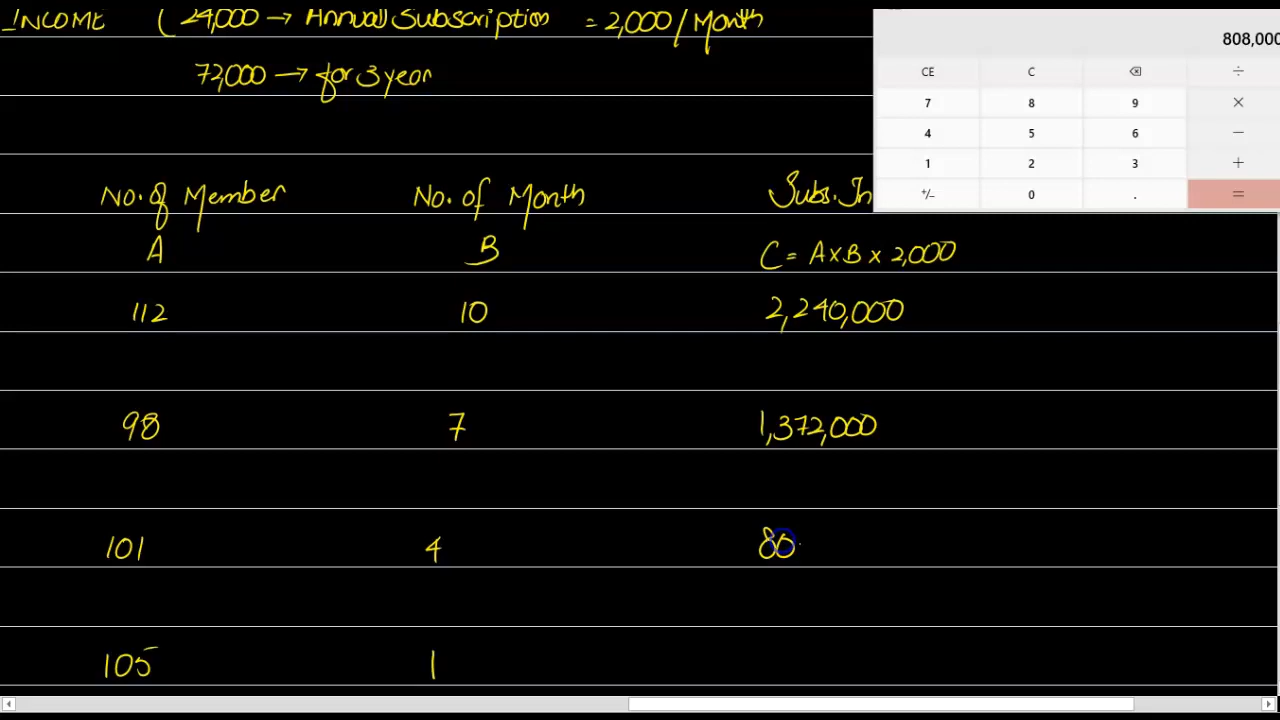 INCOME ( 24,000 → Annual Subscription = 2,000/Month
72,000 → for 3 year
808,000
CE C ÷
7 8 9 ×
4 5 6 −
1 2 3 +
+/− 0 . =
No. of Member No. of Month Subs. In
A B C = A×B × 2,000
112 10 2,240,000
98 7 1,372,000
101 4 80
105 1